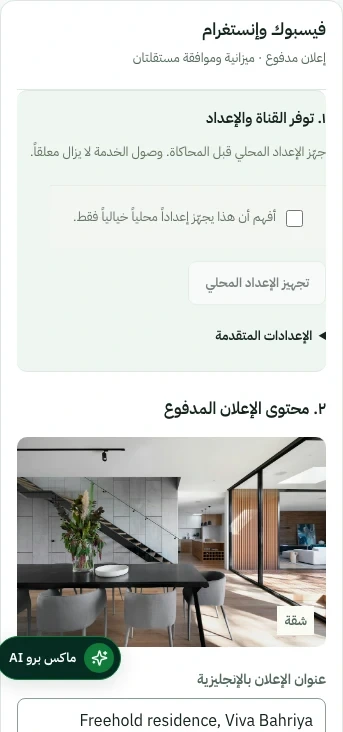 فيسبوك وإنستغرام
إعلان مدفوع · ميزانية وموافقة مستقلتان
١. توفر القناة والإعداد
جهّز الإعداد المحلي قبل المحاكاة. وصول الخدمة لا يزال معلقاً.
أفهم أن هذا يجهّز إعداداً محلياً خيالياً فقط.
تجهيز الإعداد المحلي
الإعدادات المتقدمة
٢. محتوى الإعلان المدفوع
شقة
ماكس برو AI
عنوان الإعلان بالإنجليزية
Freehold residence, Viva Bahriya